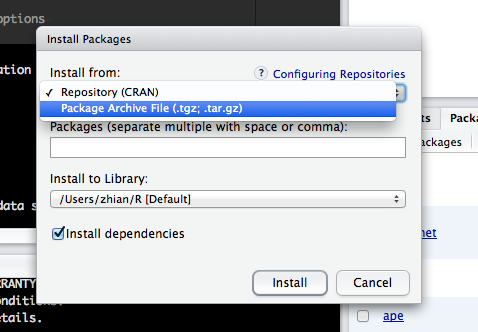 options
Install Packages
ation
Install from:
? Configuring Repositories
✓ Repository (CRAN)
Package Archive File (.tgz; .tar.gz)
ts Packa
Packages (separate multiple with space or comma):
ackages
Install to Library:
data s
/Users/zhian/R [Default]
net
Install dependencies
RRANTY
onditions.
etails.
Install
Cancel
ape